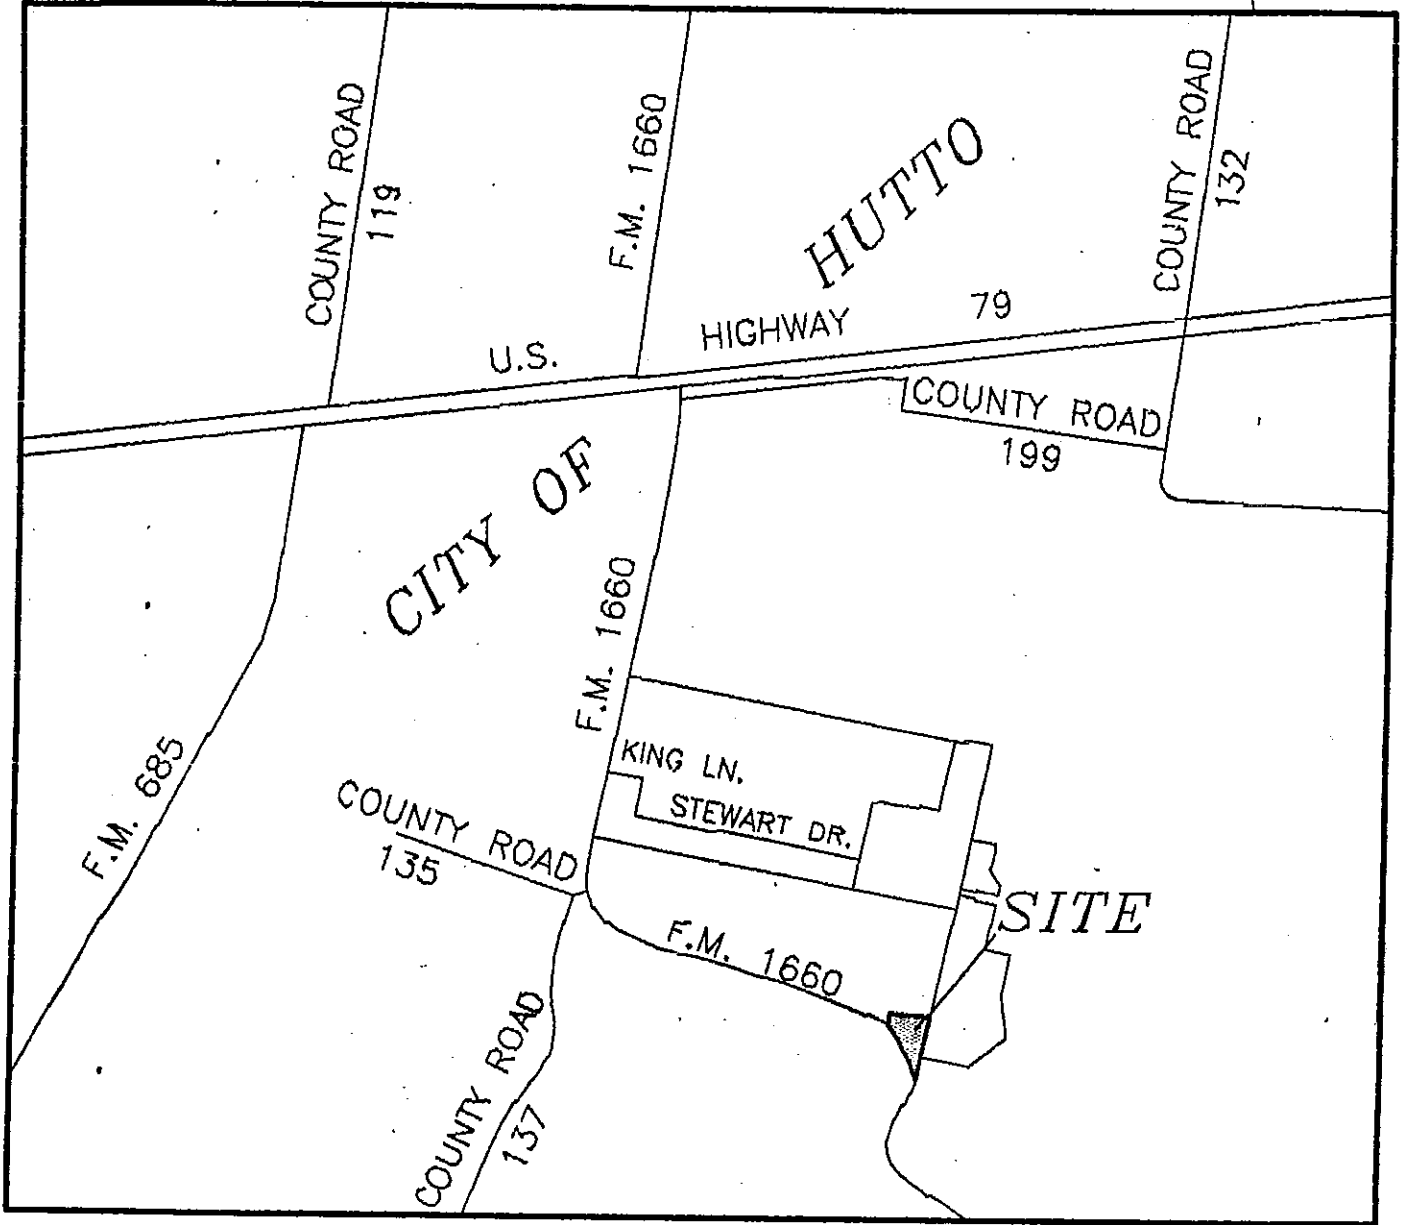 COUNTY ROAD
119
F.M. 1660
HUTTO
COUNTY ROAD
132
U.S.
HIGHWAY
79
COUNTY ROAD
199
CITY OF
F.M. 1660
F.M. 685
KING LN.
STEWART DR.
COUNTY ROAD
135
SITE
F.M. 1660
COUNTY ROAD
137